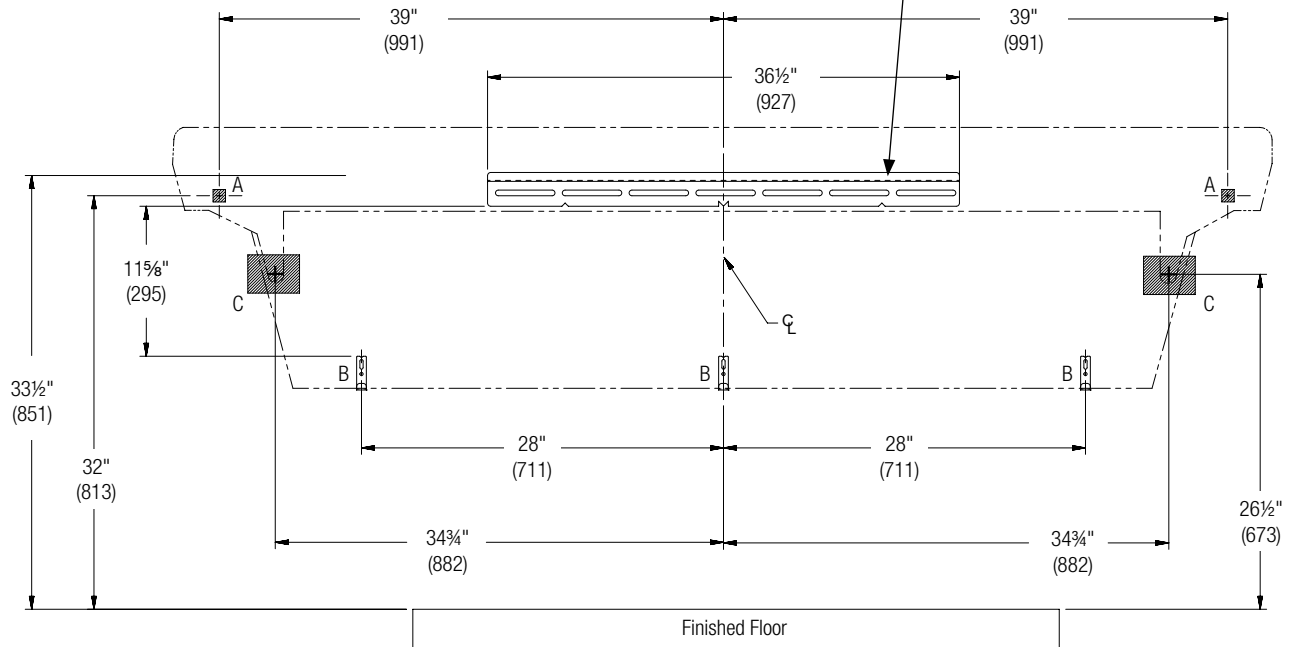 39"
(991)
39"
(991)
36½"
(927)
A
A
11⅝"
(295)
C
C
℄
B
B
B
33½"
(851)
28"
(711)
28"
(711)
32"
(813)
26½"
(673)
34¾"
(882)
34¾"
(882)
Finished Floor